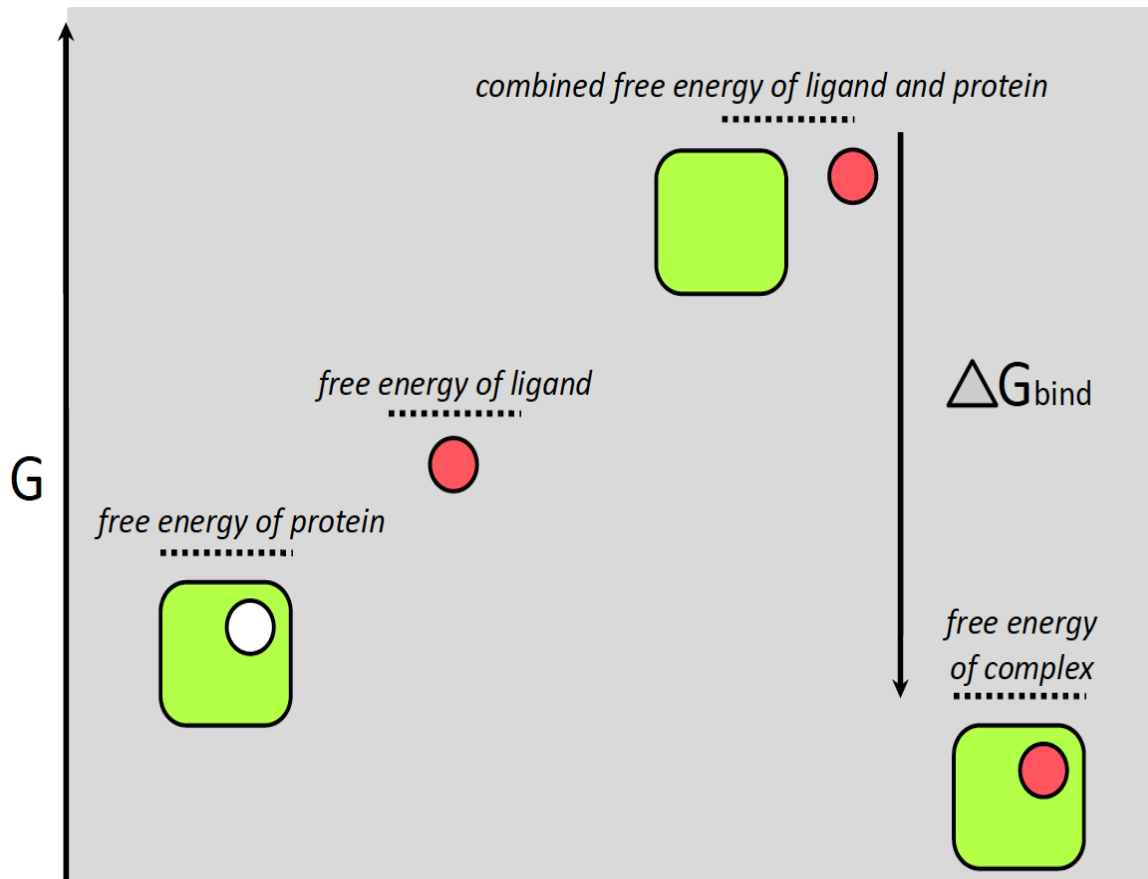 combined free energy of ligand and protein
free energy of ligand
△Gbind
G
free energy of protein
free energy
of complex